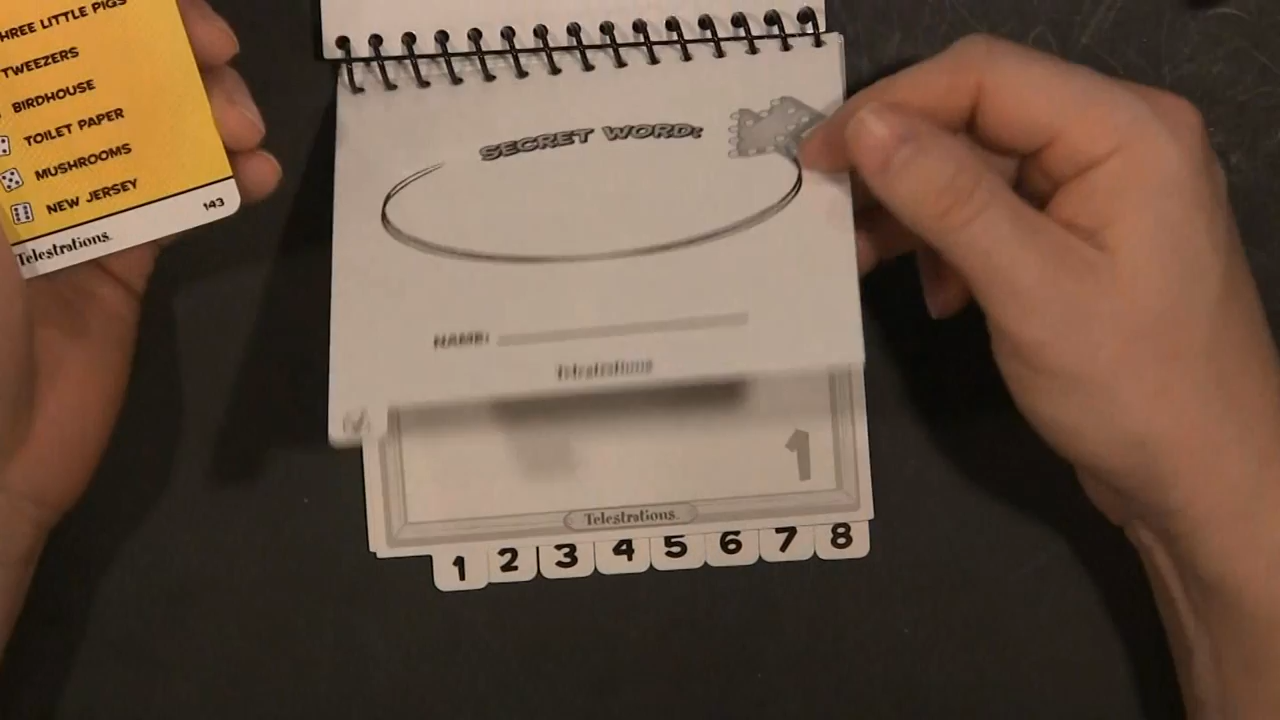 THREE LITTLE PIGS
TWEEZERS
BIRDHOUSE
TOILET PAPER
MUSHROOMS
NEW JERSEY
143
Telestrations
SECRET WORD:
NAME:
Telestrations
1
Telestrations
1 2 3 4 5 6 7 8